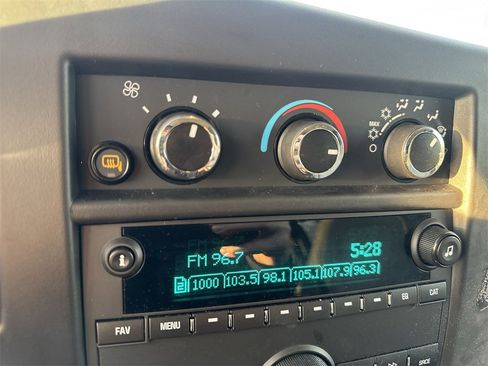 MAX
5:28
FM 96.7
1000 103.5 98.1 105.1 107.9 96.3
FAV MENU EQ CAT
SRCE